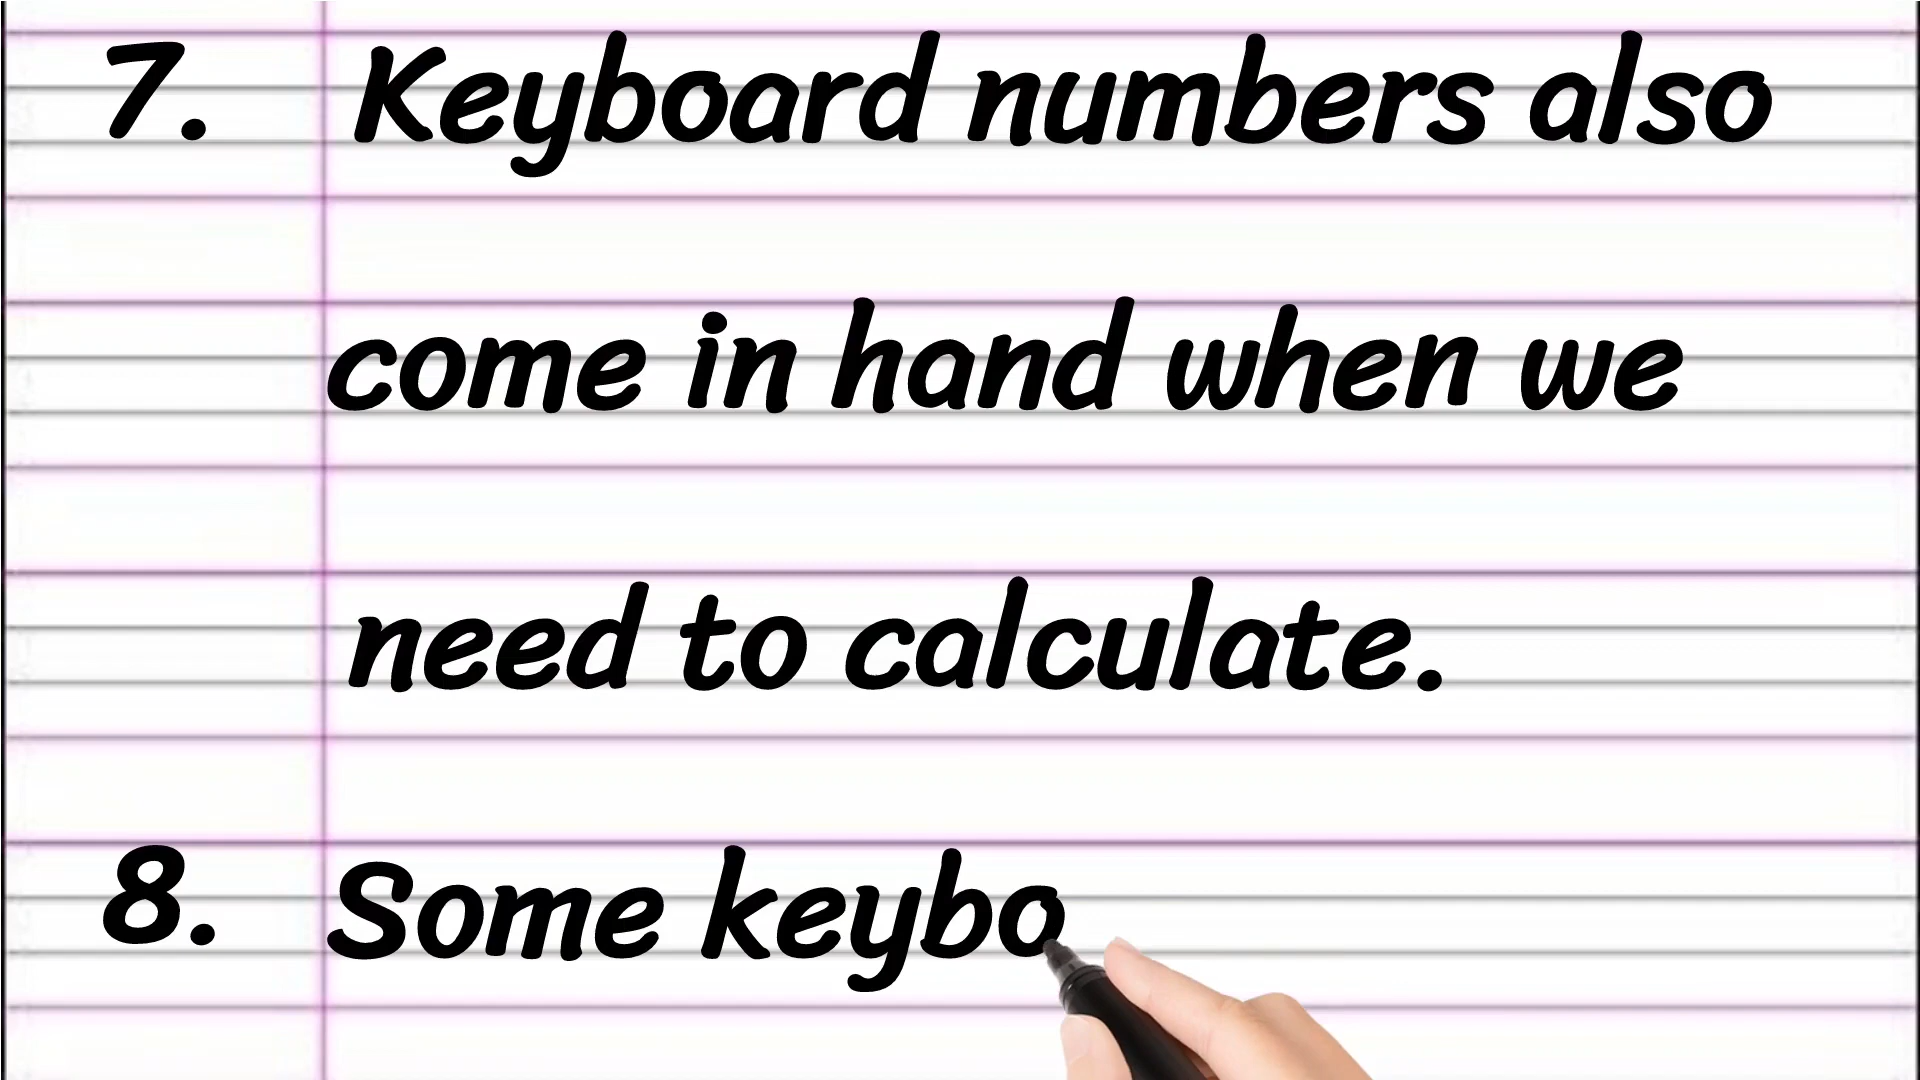 7. Keyboard numbers also
come in hand when we
need to calculate.
8. Some keybo